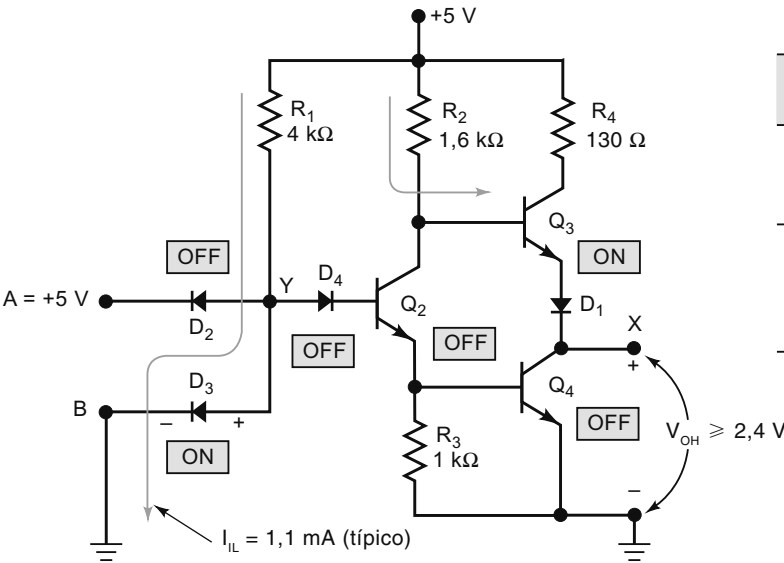 +5 V
R1
4 kΩ
R2
1,6 kΩ
R4
130 Ω
Q3
ON
OFF
A = +5 V
D2
Y
D4
OFF
Q2
OFF
D1
X
+
B
D3
–
+
ON
Q4
OFF
VOH ⩾ 2,4 V
R3
1 kΩ
–
IIL = 1,1 mA (típico)